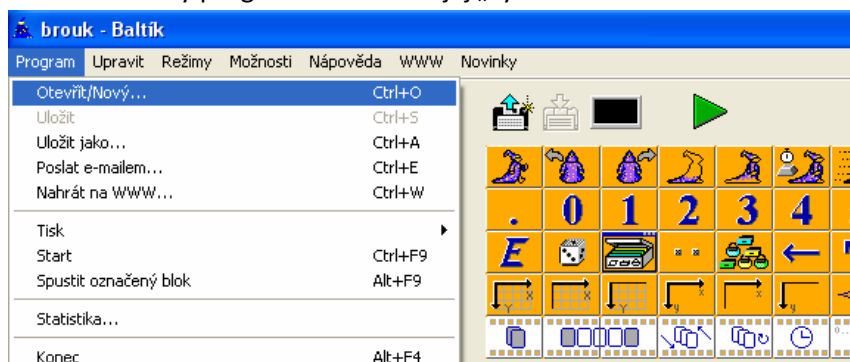 brouk - Baltík
Program Upravit Režimy Možnosti Nápověda WWW Novinky
Otevřít/Nový... Ctrl+O
Uložit Ctrl+S
Uložit jako... Ctrl+A
Poslat e-mailem... Ctrl+E
Nahrát na WWW... Ctrl+W
Tisk
Start Ctrl+F9
Spustit označený blok Alt+F9
Statistika...
Konec Alt+F4
. 0 1 2 3 4
E
x x
y y x y